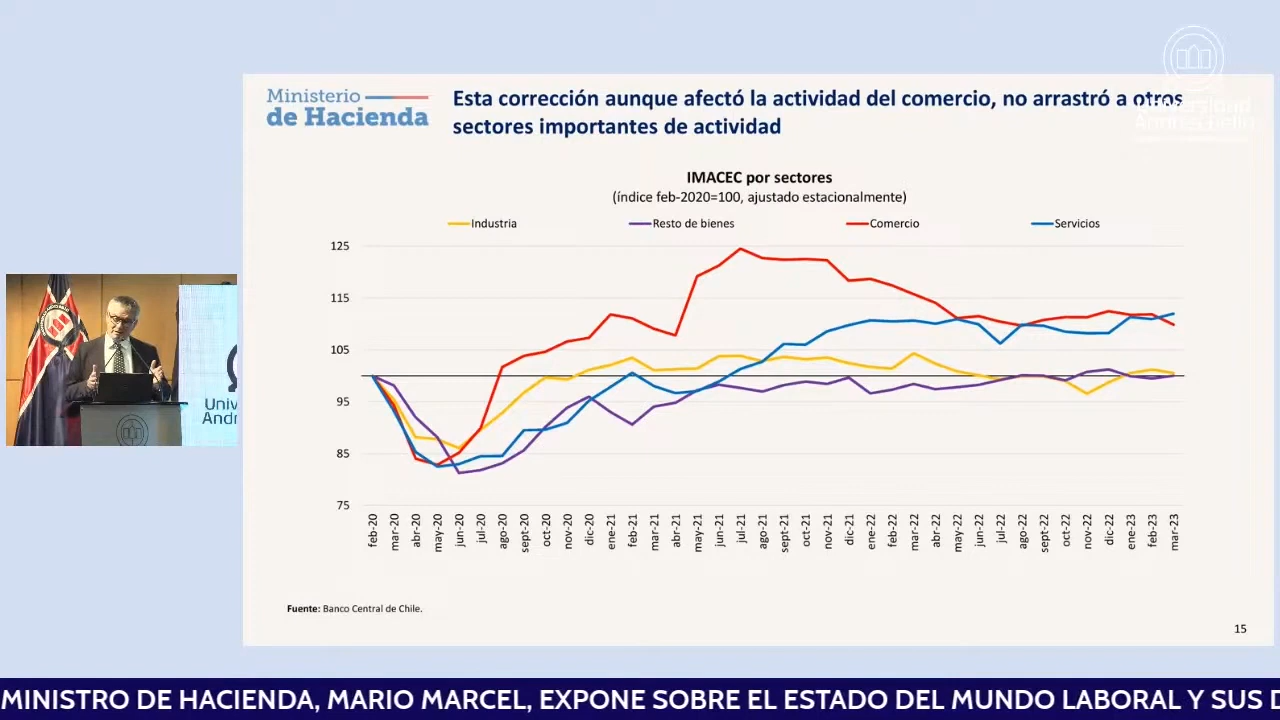 Ministerio
de Hacienda
Esta corrección aunque afectó la actividad del comercio, no arrastró a otros
sectores importantes de actividad
Universidad
Andrés Bello
IMACEC por sectores
(índice feb-2020=100, ajustado estacionalmente)
Industria
Resto de bienes
Comercio
Servicios
125
115
105
95
85
75
feb-20
mar-20
abr-20
may-20
jun-20
jul-20
ago-20
sept-20
oct-20
nov-20
dic-20
ene-21
feb-21
mar-21
abr-21
may-21
jun-21
jul-21
ago-21
sept-21
oct-21
nov-21
dic-21
ene-22
feb-22
mar-22
abr-22
may-22
jun-22
jul-22
ago-22
sept-22
oct-22
nov-22
dic-22
ene-23
feb-23
mar-23
Fuente: Banco Central de Chile.
15
Univ
Andr
MINISTRO DE HACIENDA, MARIO MARCEL, EXPONE SOBRE EL ESTADO DEL MUNDO LABORAL Y SUS D